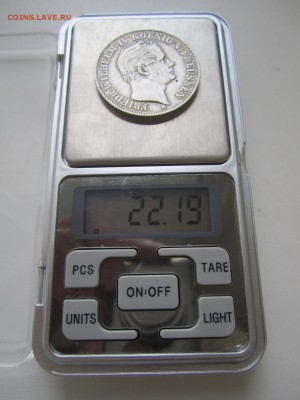 COINS.LAVE.RU
FRIEDR.WILHELM IV KOENIG V.PREUSSEN
22.19
g
PCS
TARE
ON/OFF
UNITS
LIGHT